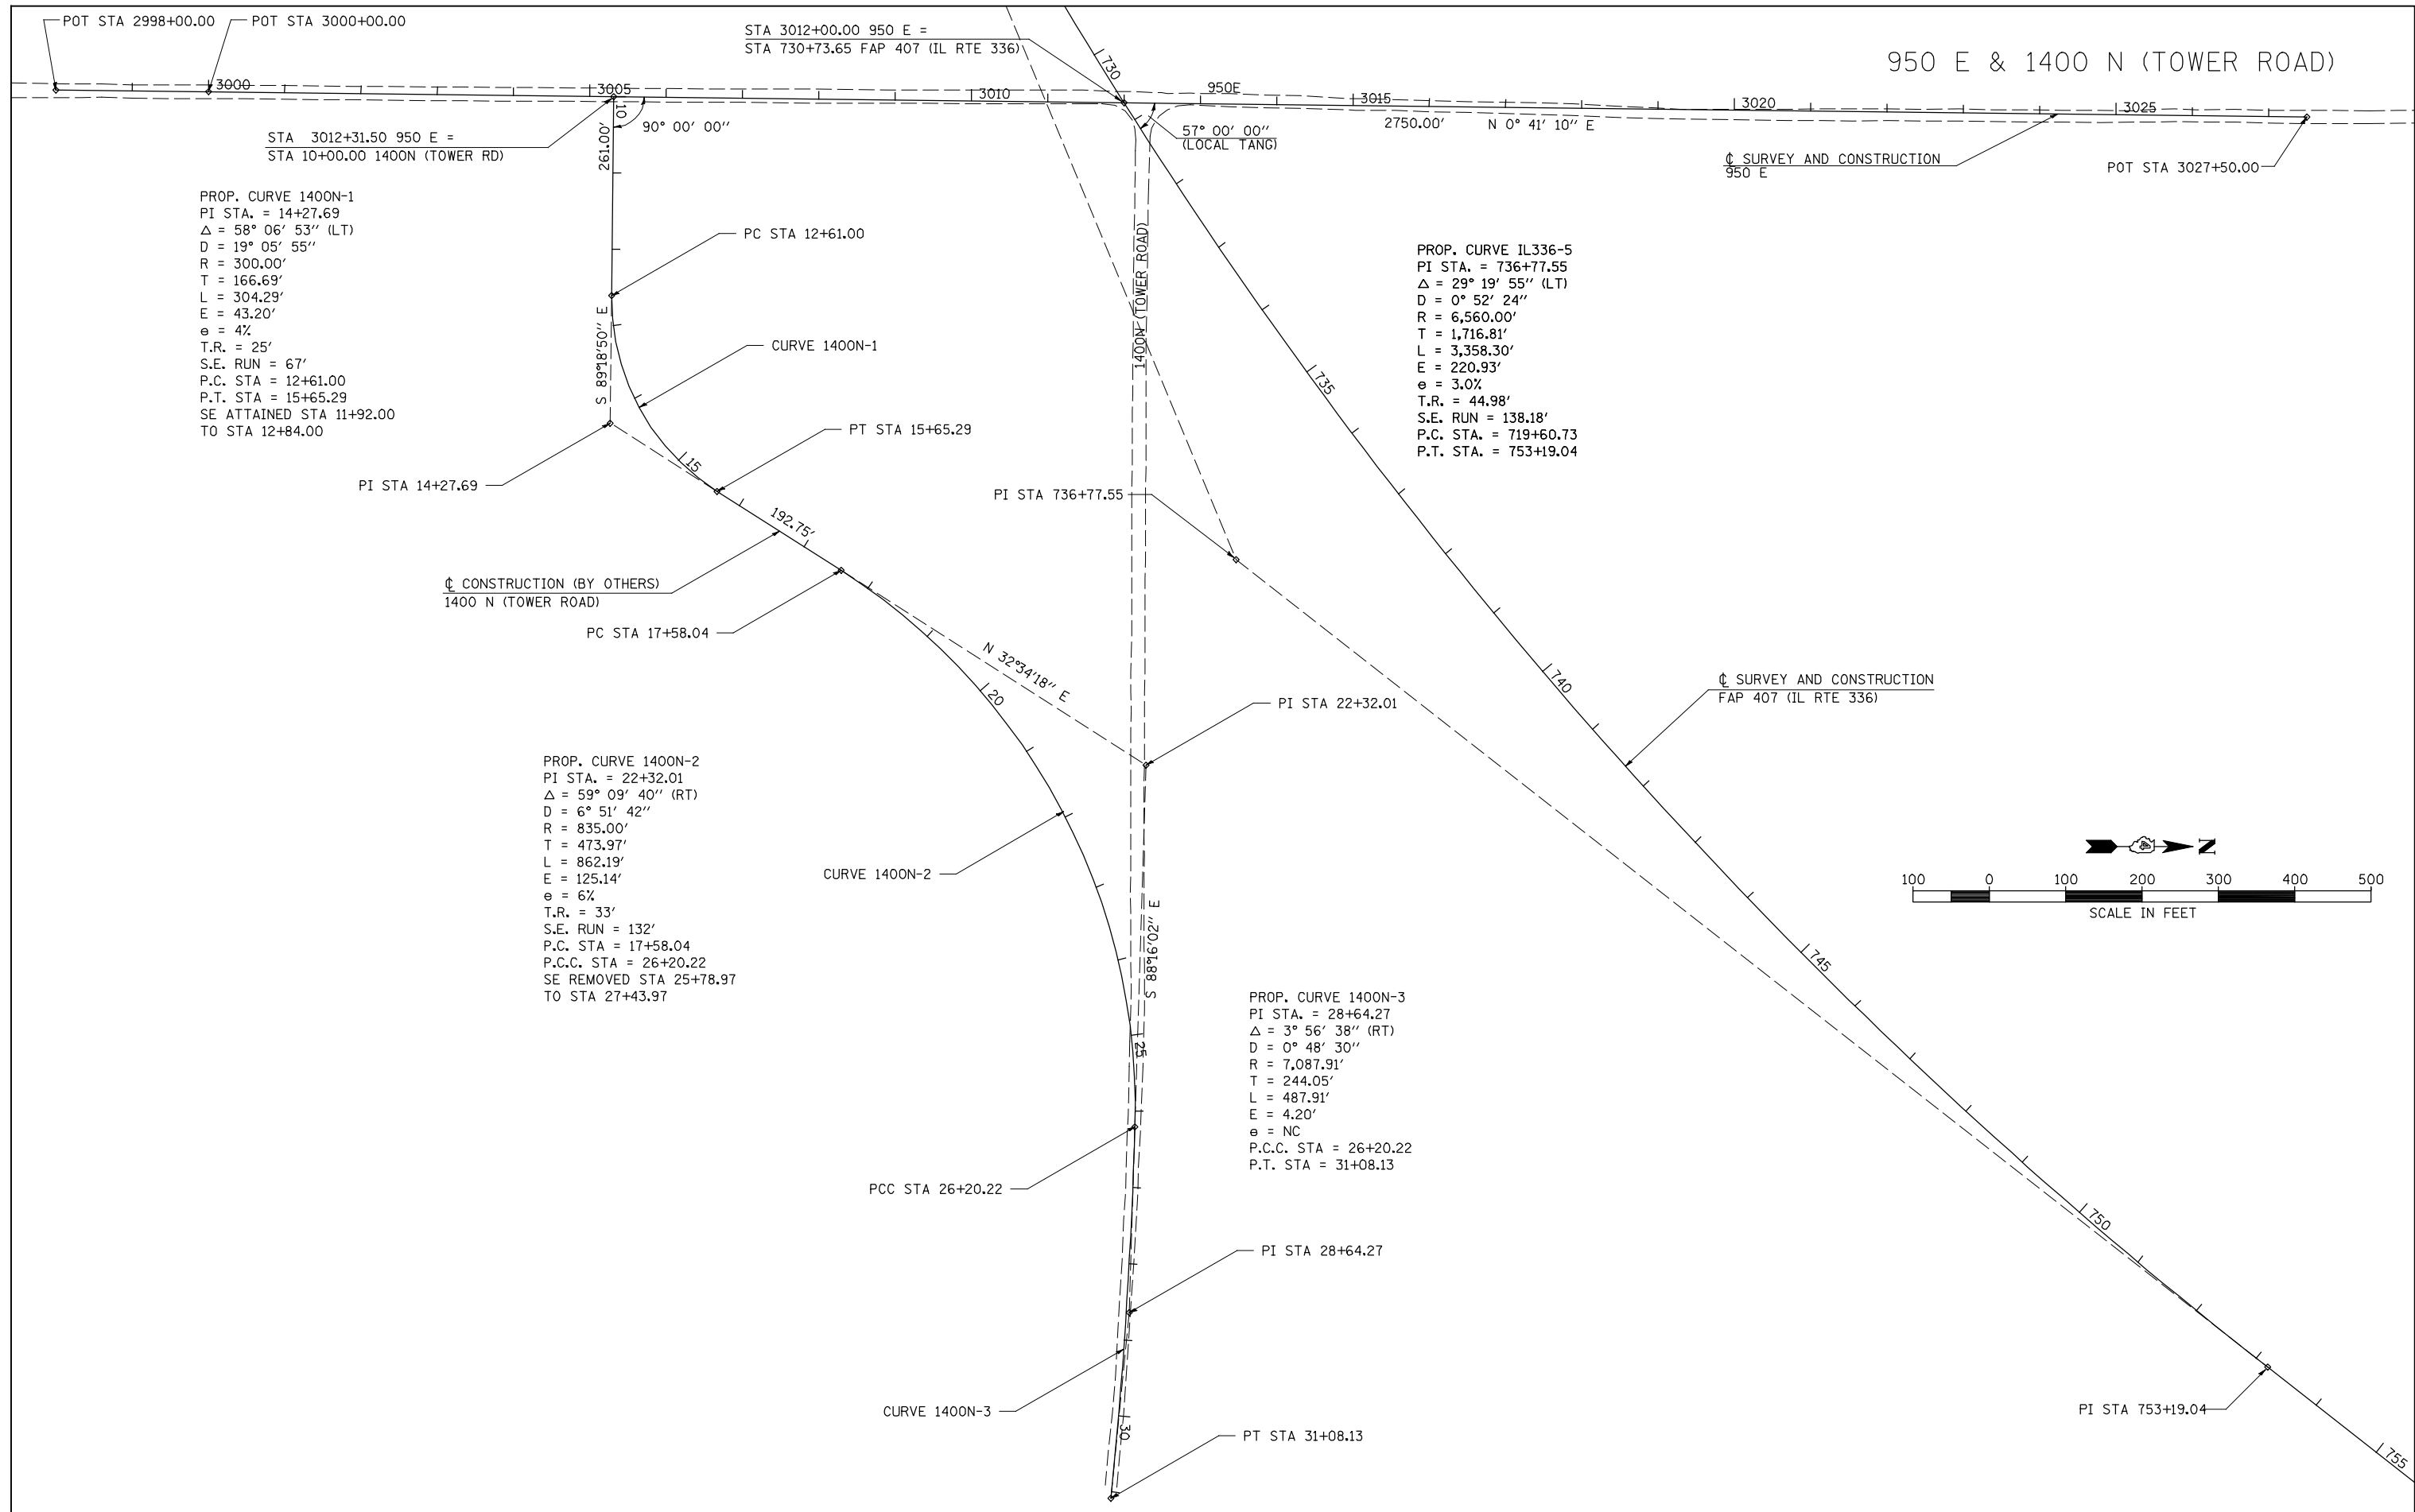 POT STA 2998+00.00
POT STA 3000+00.00
STA 3012+00.00 950 E =
STA 730+73.65 FAP 407 (IL RTE 336)
730
950 E & 1400 N (TOWER ROAD)
3000
3005
3010
950E
3015
3020
3025
10
90° 00' 00"
261.00'
STA 3012+31.50 950 E =
STA 10+00.00 1400N (TOWER RD)
57° 00' 00"
(LOCAL TANG)
2750.00'
N 0° 41' 10" E
℄ SURVEY AND CONSTRUCTION
950 E
POT STA 3027+50.00
PROP. CURVE 1400N-1
PI STA. = 14+27.69
Δ = 58° 06' 53" (LT)
D = 19° 05' 55"
R = 300.00'
T = 166.69'
L = 304.29'
E = 43.20'
e = 4%
T.R. = 25'
S.E. RUN = 67'
P.C. STA = 12+61.00
P.T. STA = 15+65.29
SE ATTAINED STA 11+92.00
TO STA 12+84.00
PC STA 12+61.00
S 89°18'50" E
CURVE 1400N-1
1400N (TOWER ROAD)
PROP. CURVE IL336-5
PI STA. = 736+77.55
Δ = 29° 19' 55" (LT)
D = 0° 52' 24"
R = 6,560.00'
T = 1,716.81'
L = 3,358.30'
E = 220.93'
e = 3.0%
T.R. = 44.98'
S.E. RUN = 138.18'
P.C. STA. = 719+60.73
P.T. STA. = 753+19.04
735
PT STA 15+65.29
15
PI STA 14+27.69
PI STA 736+77.55
192.75'
℄ CONSTRUCTION (BY OTHERS)
1400 N (TOWER ROAD)
PC STA 17+58.04
N 32°34'18" E
20
740
PI STA 22+32.01
℄ SURVEY AND CONSTRUCTION
FAP 407 (IL RTE 336)
PROP. CURVE 1400N-2
PI STA. = 22+32.01
Δ = 59° 09' 40" (RT)
D = 6° 51' 42"
R = 835.00'
T = 473.97'
L = 862.19'
E = 125.14'
e = 6%
T.R. = 33'
S.E. RUN = 132'
P.C. STA = 17+58.04
P.C.C. STA = 26+20.22
SE REMOVED STA 25+78.97
TO STA 27+43.97
CURVE 1400N-2
S 88°16'02" E
N
100 0 100 200 300 400 500
SCALE IN FEET
745
25
PROP. CURVE 1400N-3
PI STA. = 28+64.27
Δ = 3° 56' 38" (RT)
D = 0° 48' 30"
R = 7,087.91'
T = 244.05'
L = 487.91'
E = 4.20'
e = NC
P.C.C. STA = 26+20.22
P.T. STA = 31+08.13
PCC STA 26+20.22
750
PI STA 28+64.27
CURVE 1400N-3
30
PT STA 31+08.13
PI STA 753+19.04
755